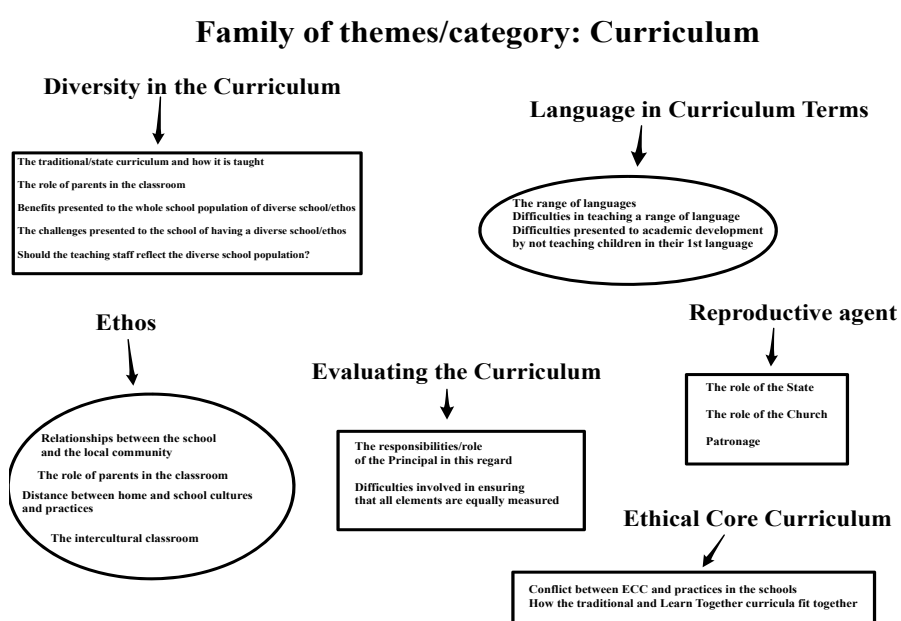 Family of themes/category: Curriculum
Diversity in the Curriculum
The traditional/state curriculum and how it is taught
The role of parents in the classroom
Benefits presented to the whole school population of diverse school/ethos
The challenges presented to the school of having a diverse school/ethos
Should the teaching staff reflect the diverse school population?
Language in Curriculum Terms
The range of languages
Difficulties in teaching a range of language
Difficulties presented to academic development
by not teaching children in their 1st language
Ethos
Relationships between the school
and the local community
The role of parents in the classroom
Distance between home and school cultures
and practices
The intercultural classroom
Evaluating the Curriculum
The responsibilities/role
of the Principal in this regard
Difficulties involved in ensuring
that all elements are equally measured
Reproductive agent
The role of the State
The role of the Church
Patronage
Ethical Core Curriculum
Conflict between ECC and practices in the schools
How the traditional and Learn Together curricula fit together